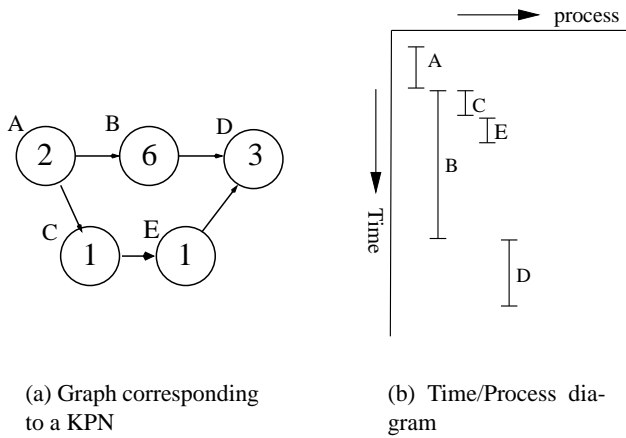 A
B
D
2
6
3
C
E
1
1
(a) Graph corresponding
to a KPN
process
A
C
E
B
Time
D
(b) Time/Process dia-
gram